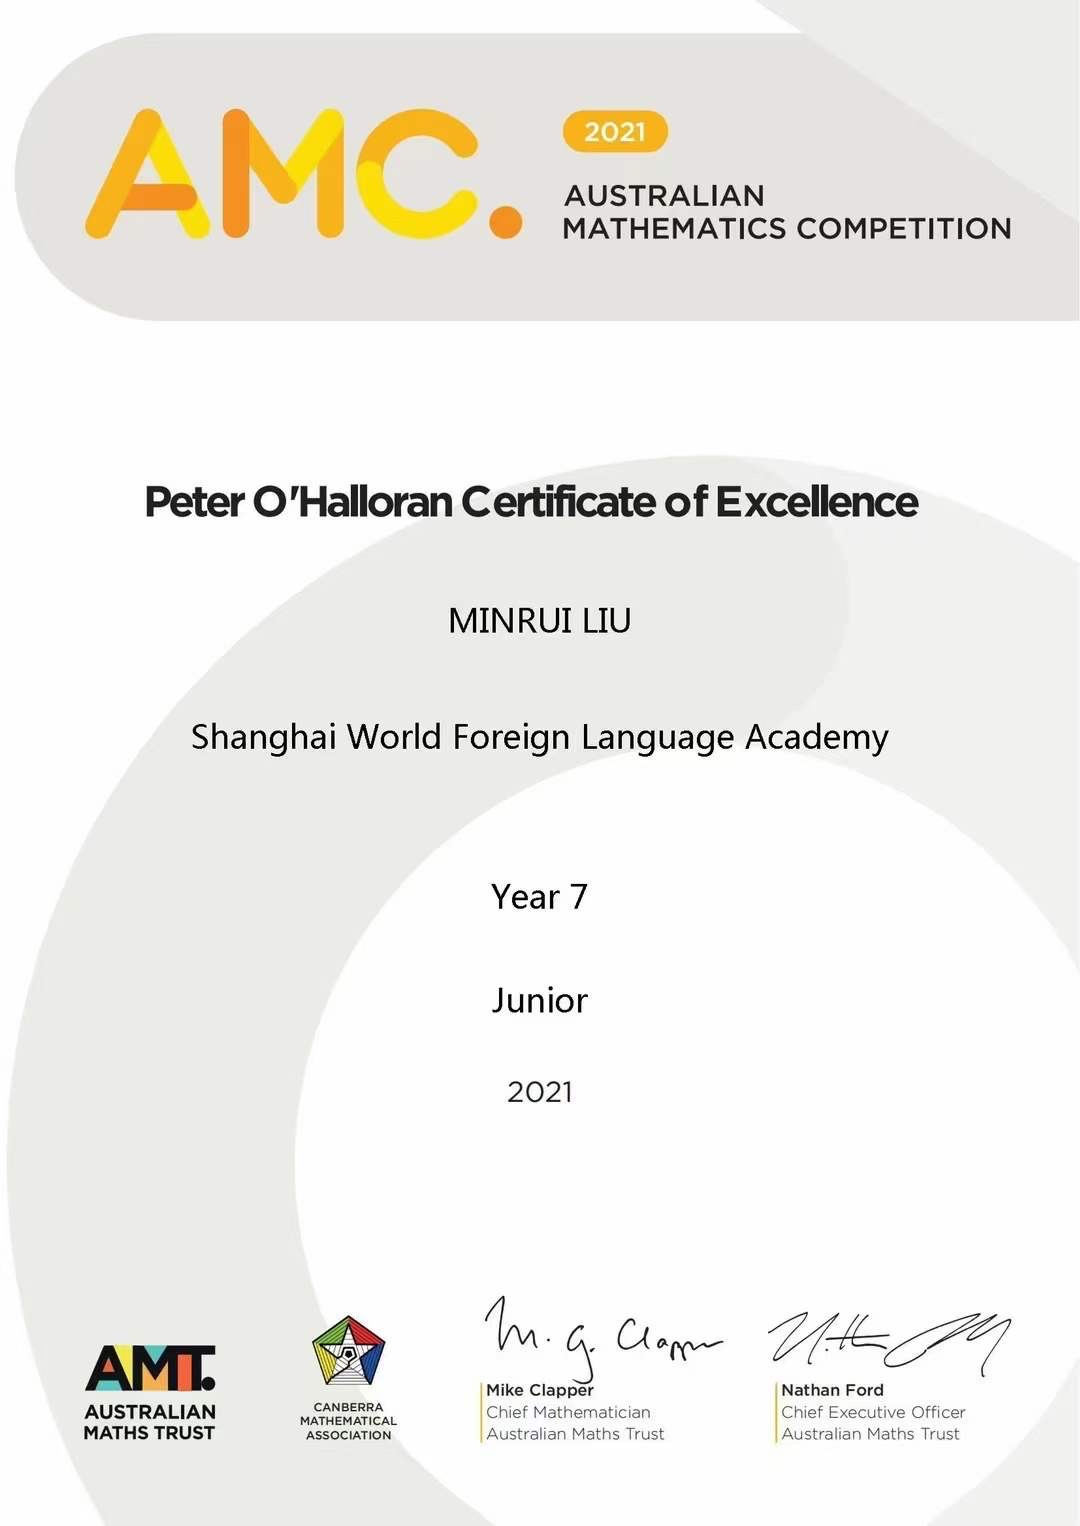 AMC.
2021
AUSTRALIAN
MATHEMATICS COMPETITION
Peter O'Halloran Certificate of Excellence
MINRUI LIU
Shanghai World Foreign Language Academy
Year 7
Junior
2021
M. G. Clapper
AMT.
AUSTRALIAN
MATHS TRUST
CANBERRA
MATHEMATICAL
ASSOCIATION
Mike Clapper
Chief Mathematician
Australian Maths Trust
Nathan Ford
Chief Executive Officer
Australian Maths Trust